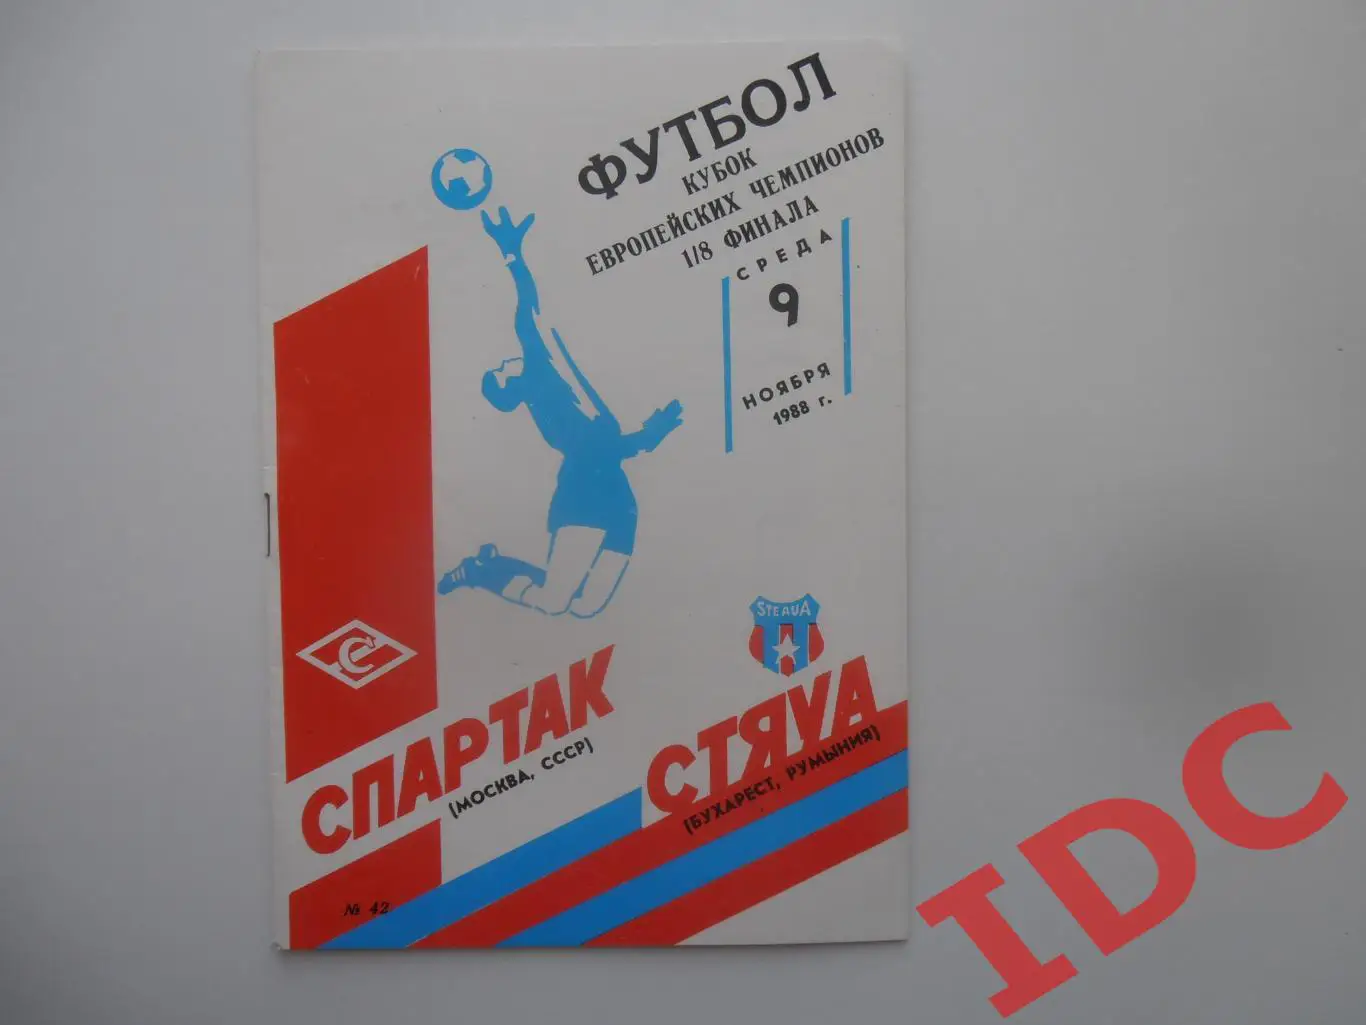 ФУТБОЛ
КУБОК
ЕВРОПЕЙСКИХ ЧЕМПИОНОВ
1/8 ФИНАЛА
СРЕДА
9
НОЯБРЯ
1988 г.
STEAUA
СПАРТАК
(МОСКВА, СССР)
СТЯУА
(БУХАРЕСТ, РУМЫНИЯ)
№ 42
IDC